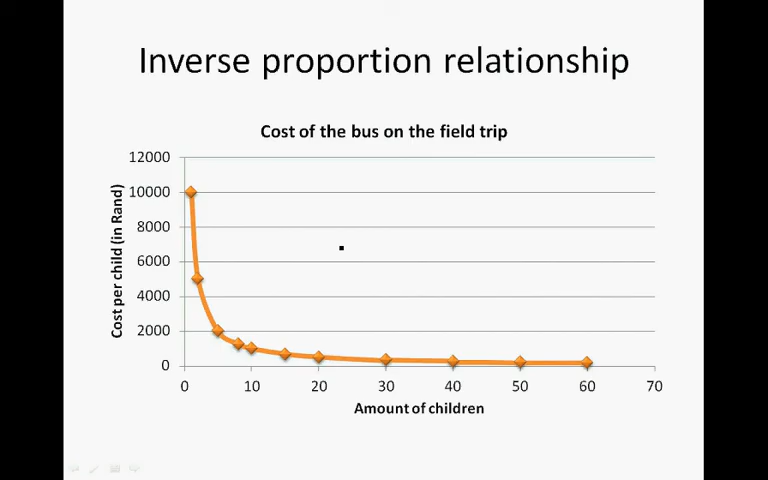 Inverse proportion relationship
Cost of the bus on the field trip
Cost per child (in Rand)
12000
10000
8000
6000
4000
2000
0
0 10 20 30 40 50 60 70
Amount of children